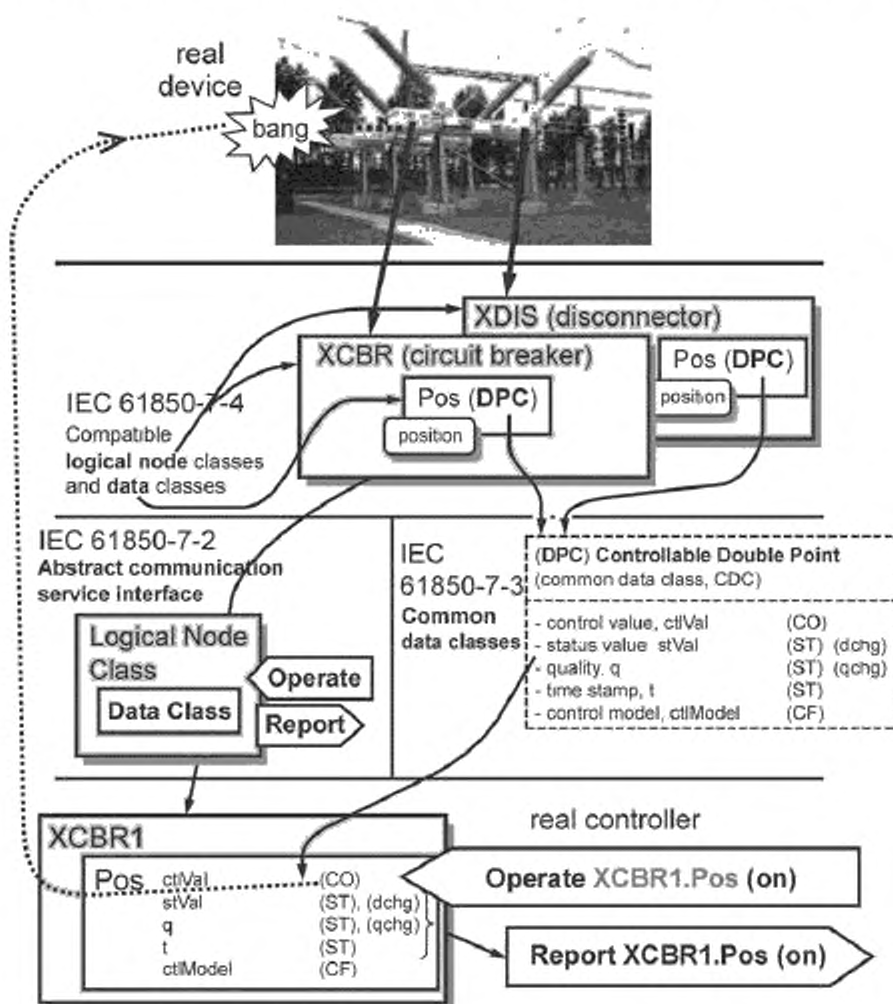 real
device
bang
XDIS (disconnector)
XCBR (circuit breaker)
Pos (DPC)
position
Pos (DPC)
position
IEC 61850-7-4
Compatible
logical node classes
and data classes
IEC 61850-7-2
Abstract communication
service interface
Logical Node
Class
Data Class
Operate
Report
IEC
61850-7-3
Common
data classes
(DPC) Controllable Double Point
(common data class, CDC)
- control value, ctlVal (CO)
- status value stVal (ST) (dchg)
- quality, q (ST) (qchg)
- time stamp, t (ST)
- control model, ctlModel (CF)
real controller
XCBR1
Pos ctlVal (CO)
stVal (ST), (dchg)
q (ST), (qchg)
t (ST)
ctlModel (CF)
Operate XCBR1.Pos (on)
Report XCBR1.Pos (on)